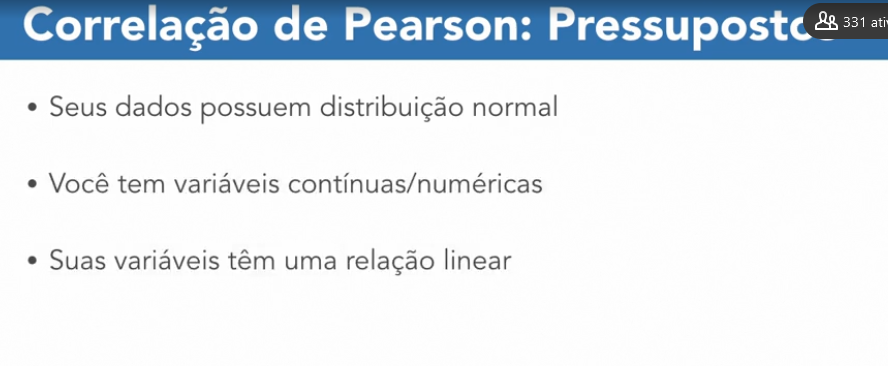 Correlação de Pearson: Pressupostos
331 ativ
• Seus dados possuem distribuição normal
• Você tem variáveis contínuas/numéricas
• Suas variáveis têm uma relação linear